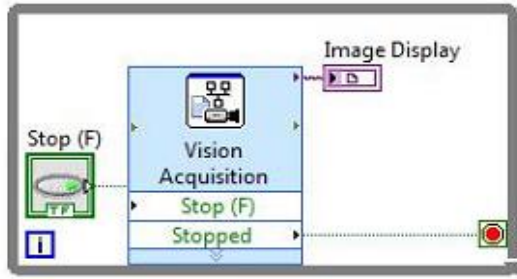 Image Display
Stop (F)
TF
i
Vision
Acquisition
Stop (F)
Stopped